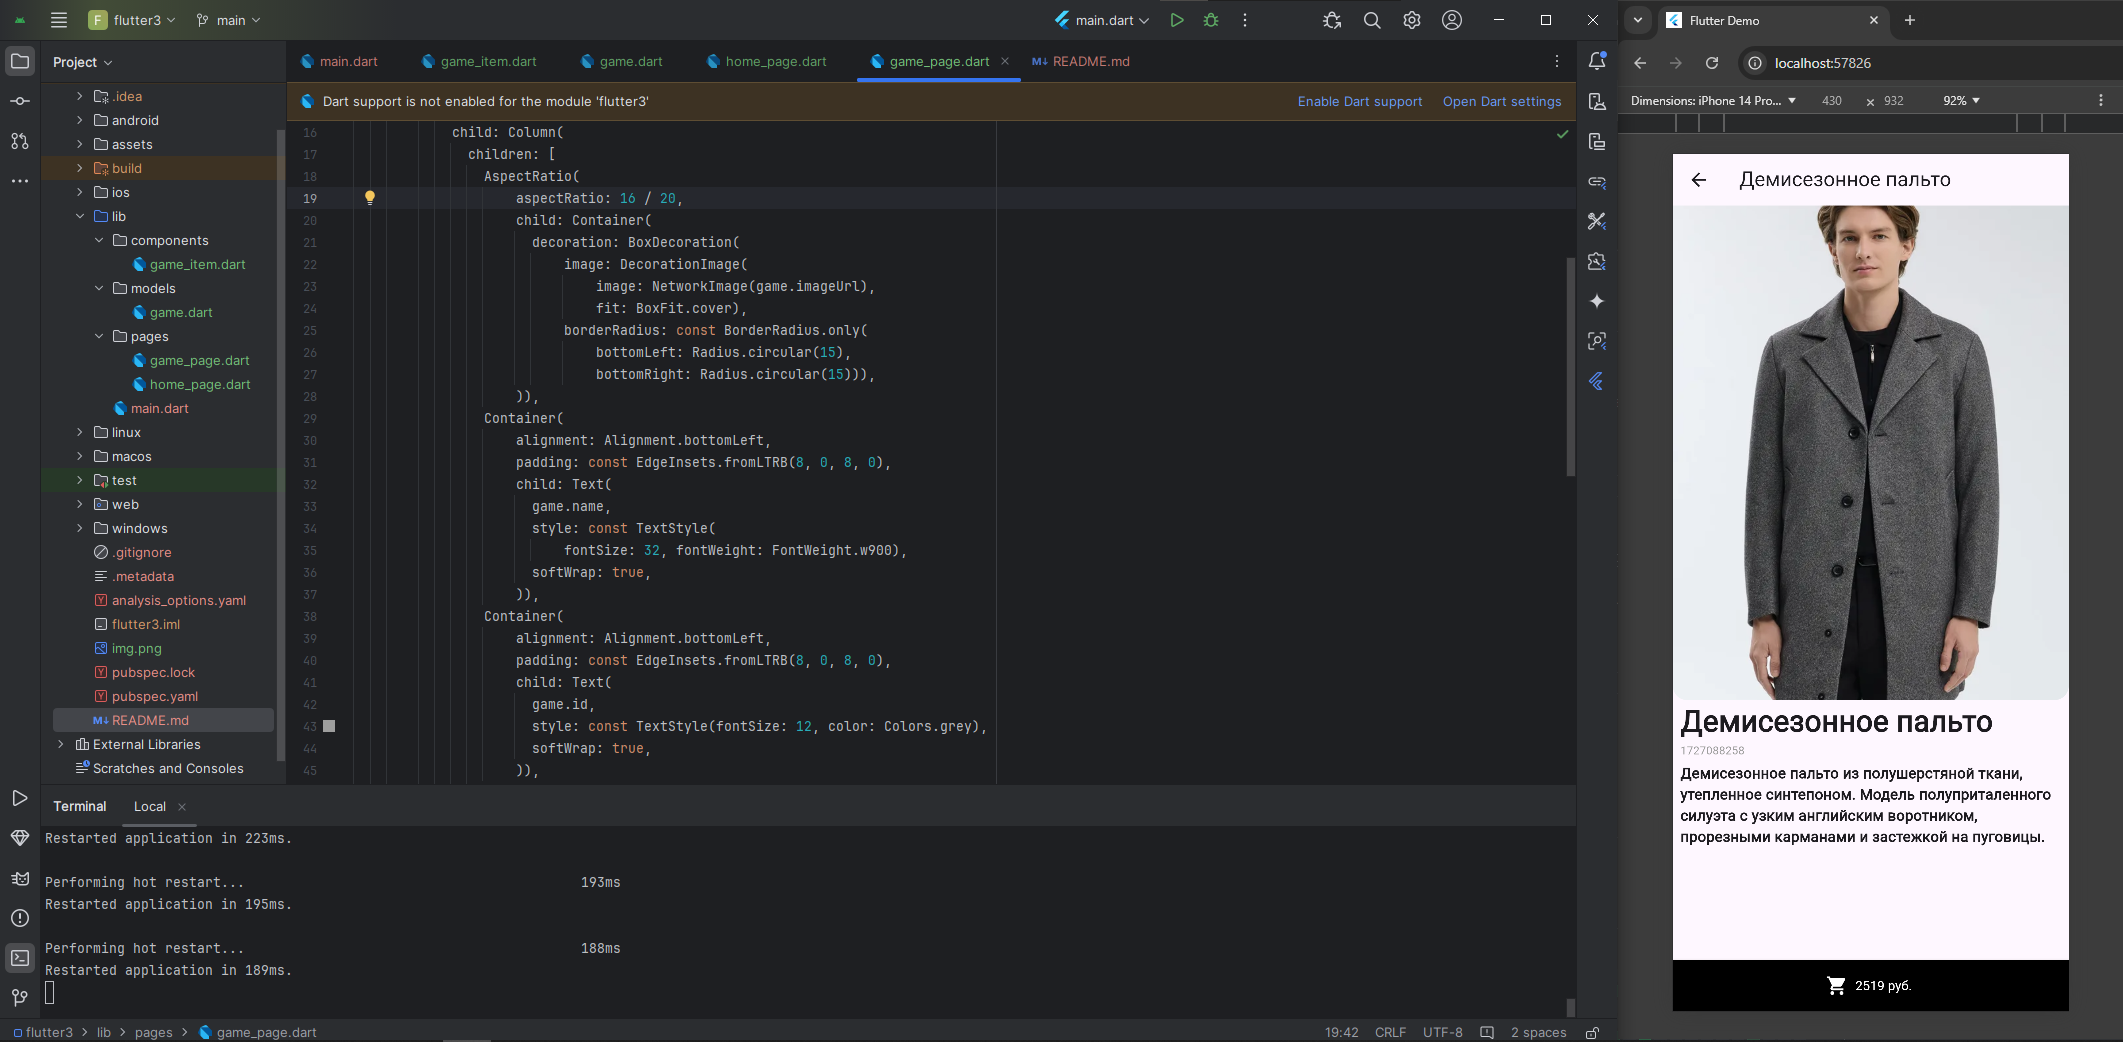 F flutter3 main main.dart
Project
main.dart game_item.dart game.dart home_page.dart game_page.dart × M↓ README.md
Dart support is not enabled for the module 'flutter3' Enable Dart support Open Dart settings
.idea
android
assets
build
ios
lib
components
game_item.dart
models
game.dart
pages
game_page.dart
home_page.dart
main.dart
linux
macos
test
web
windows
.gitignore
.metadata
Y analysis_options.yaml
flutter3.iml
img.png
Y pubspec.lock
Y pubspec.yaml
M↓ README.md
External Libraries
Scratches and Consoles
16 child: Column(
17 children: [
18 AspectRatio(
19 aspectRatio: 16 / 20,
20 child: Container(
21 decoration: BoxDecoration(
22 image: DecorationImage(
23 image: NetworkImage(game.imageUrl),
24 fit: BoxFit.cover),
25 borderRadius: const BorderRadius.only(
26 bottomLeft: Radius.circular(15),
27 bottomRight: Radius.circular(15))),
28 )),
29 Container(
30 alignment: Alignment.bottomLeft,
31 padding: const EdgeInsets.fromLTRB(8, 0, 8, 0),
32 child: Text(
33 game.name,
34 style: const TextStyle(
35 fontSize: 32, fontWeight: FontWeight.w900),
36 softWrap: true,
37 )),
38 Container(
39 alignment: Alignment.bottomLeft,
40 padding: const EdgeInsets.fromLTRB(8, 0, 8, 0),
41 child: Text(
42 game.id,
43 style: const TextStyle(fontSize: 12, color: Colors.grey),
44 softWrap: true,
45 )),
Terminal Local ×
Restarted application in 223ms.
Performing hot restart... 193ms
Restarted application in 195ms.
Performing hot restart... 188ms
Restarted application in 189ms.
flutter3 > lib > pages > game_page.dart 19:42 CRLF UTF-8 2 spaces
Flutter Demo
localhost:57826
Dimensions: iPhone 14 Pro... 430 × 932 92%
Демисезонное пальто
Демисезонное пальто
1727088258
Демисезонное пальто из полушерстяной ткани,
утепленное синтепоном. Модель полуприталенного
силуэта с узким английским воротником,
прорезными карманами и застежкой на пуговицы.
2519 руб.